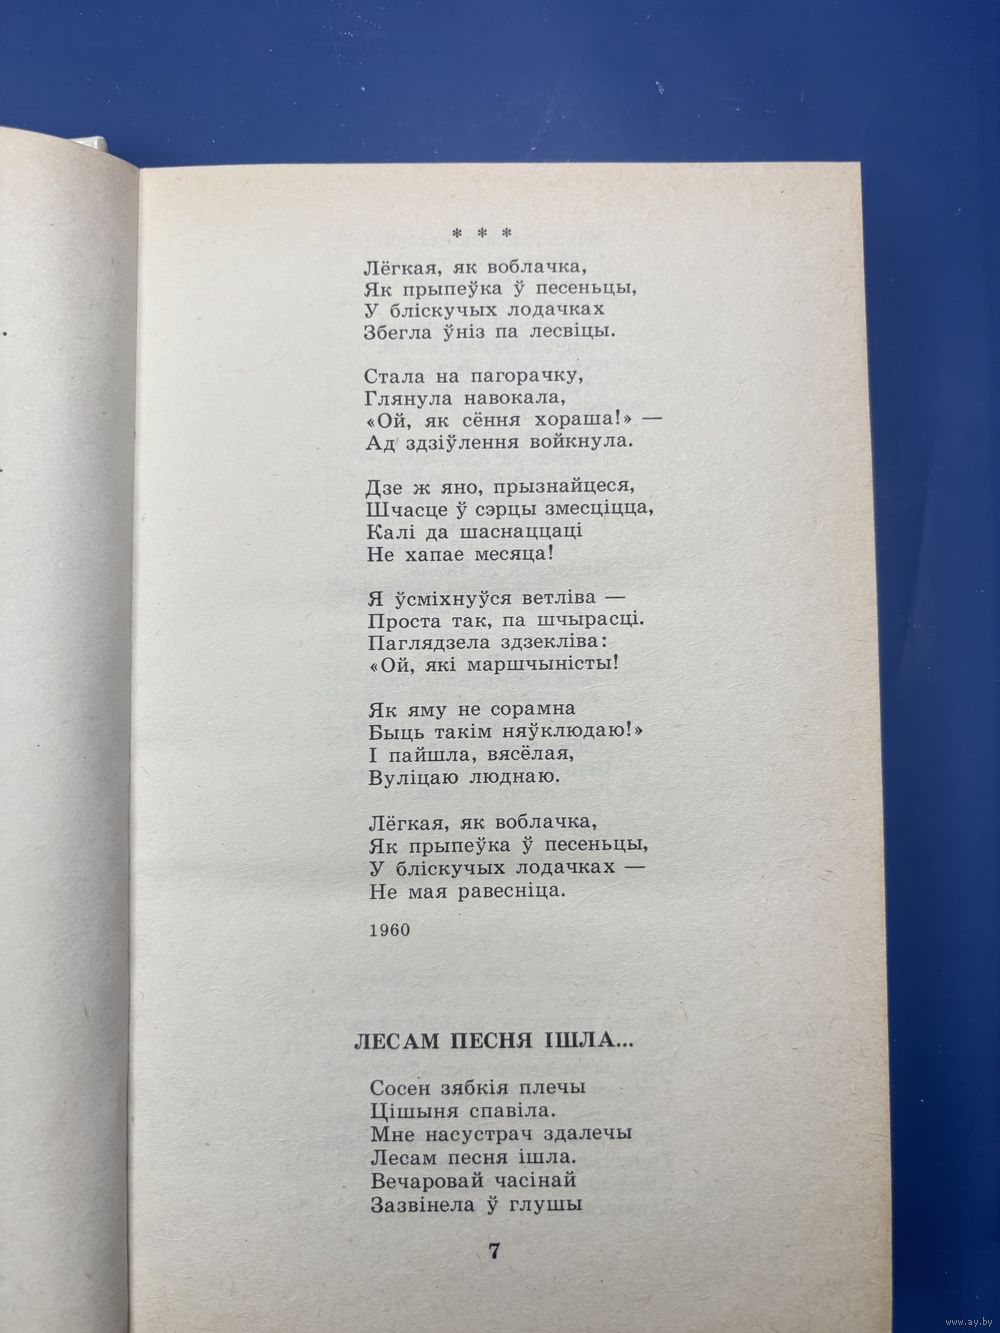 * * *
Лёгкая, як воблачка,
Як прыпеўка ў песеньцы,
У бліскучых лодачках
Збегла ўніз па лесвіцы.
Стала на пагорачку,
Глянула навокала,
«Ой, як сёння хораша!» —
Ад здзіўлення войкнула.
Дзе ж яно, прызнайцеся,
Шчасце ў сэрцы змесціцца,
Калі да шаснаццаці
Не хапае месяца!
Я ўсміхнуўся ветліва —
Проста так, па шчырасці.
Паглядзела здзекліва:
«Ой, які маршчыністы!
Як яму не сорамна
Быць такім няўклюдаю!»
І пайшла, вясёлая,
Вуліцаю люднаю.
Лёгкая, як воблачка,
Як прыпеўка ў песеньцы,
У бліскучых лодачках —
Не мая равесніца.
1960
ЛЕСАМ ПЕСНЯ ІШЛА...
Сосен зябкія плечы
Цішыня спавіла.
Мне насустрач здалечы
Лесам песня ішла.
Вечаровай часінай
Зазвінела ў глушы
7
www.ay.by